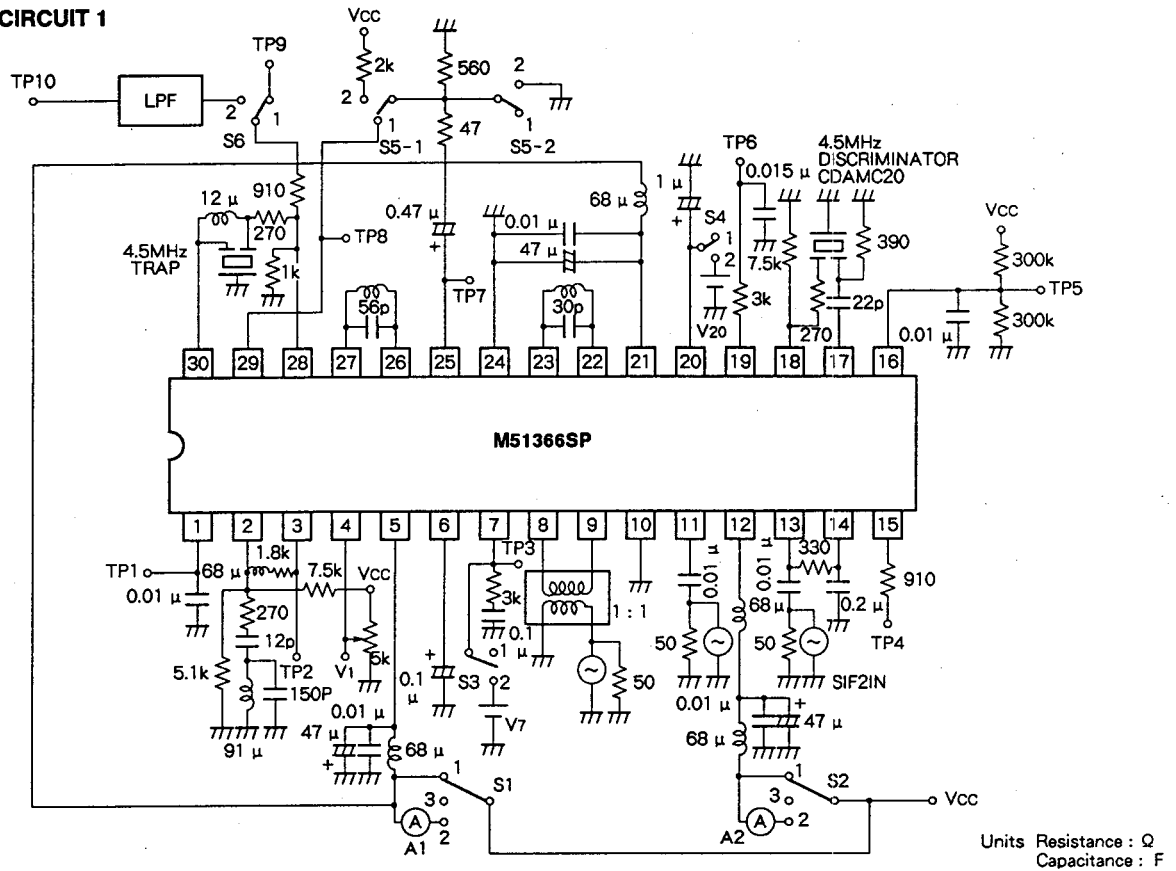 CIRCUIT 1
Vcc
TP9
TP10
LPF
2
1
S6
2k
2
1
S5-1
560
47
2
1
S5-2
TP6
4.5MHz
DISCRIMINATOR
CDAMC20
0.015 μ
1 μ
68 μ
12 μ
910
270
4.5MHz
TRAP
1k
TP8
0.47 μ
+
0.01 μ
47 μ
TP7
56p
30p
S4
1
2
V20
+
3k
7.5k
270
390
22p
Vcc
300k
TP5
0.01 μ
300k
30 29 28 27 26 25 24 23 22 21 20 19 18 17 16
M51366SP
1 2 3 4 5 6 7 8 9 10 11 12 13 14 15
TP1
0.01 μ
68 μ
1.8k
7.5k
Vcc
270
12p
5.1k
150P
91 μ
TP2
V1
5k
0.01 μ
47 μ
+
68 μ
+
0.1 μ
TP3
3k
0.1 μ
S3
1
2
V7
1 : 1
50
0.01 μ
50
68 μ
0.01 μ
330
0.2 μ
50
SIF2IN
910
TP4
0.01 μ
+
47 μ
68 μ
1
S1
3
2
A
A1
1
S2
3
2
A
A2
Vcc
Units Resistance : Ω
Capacitance : F